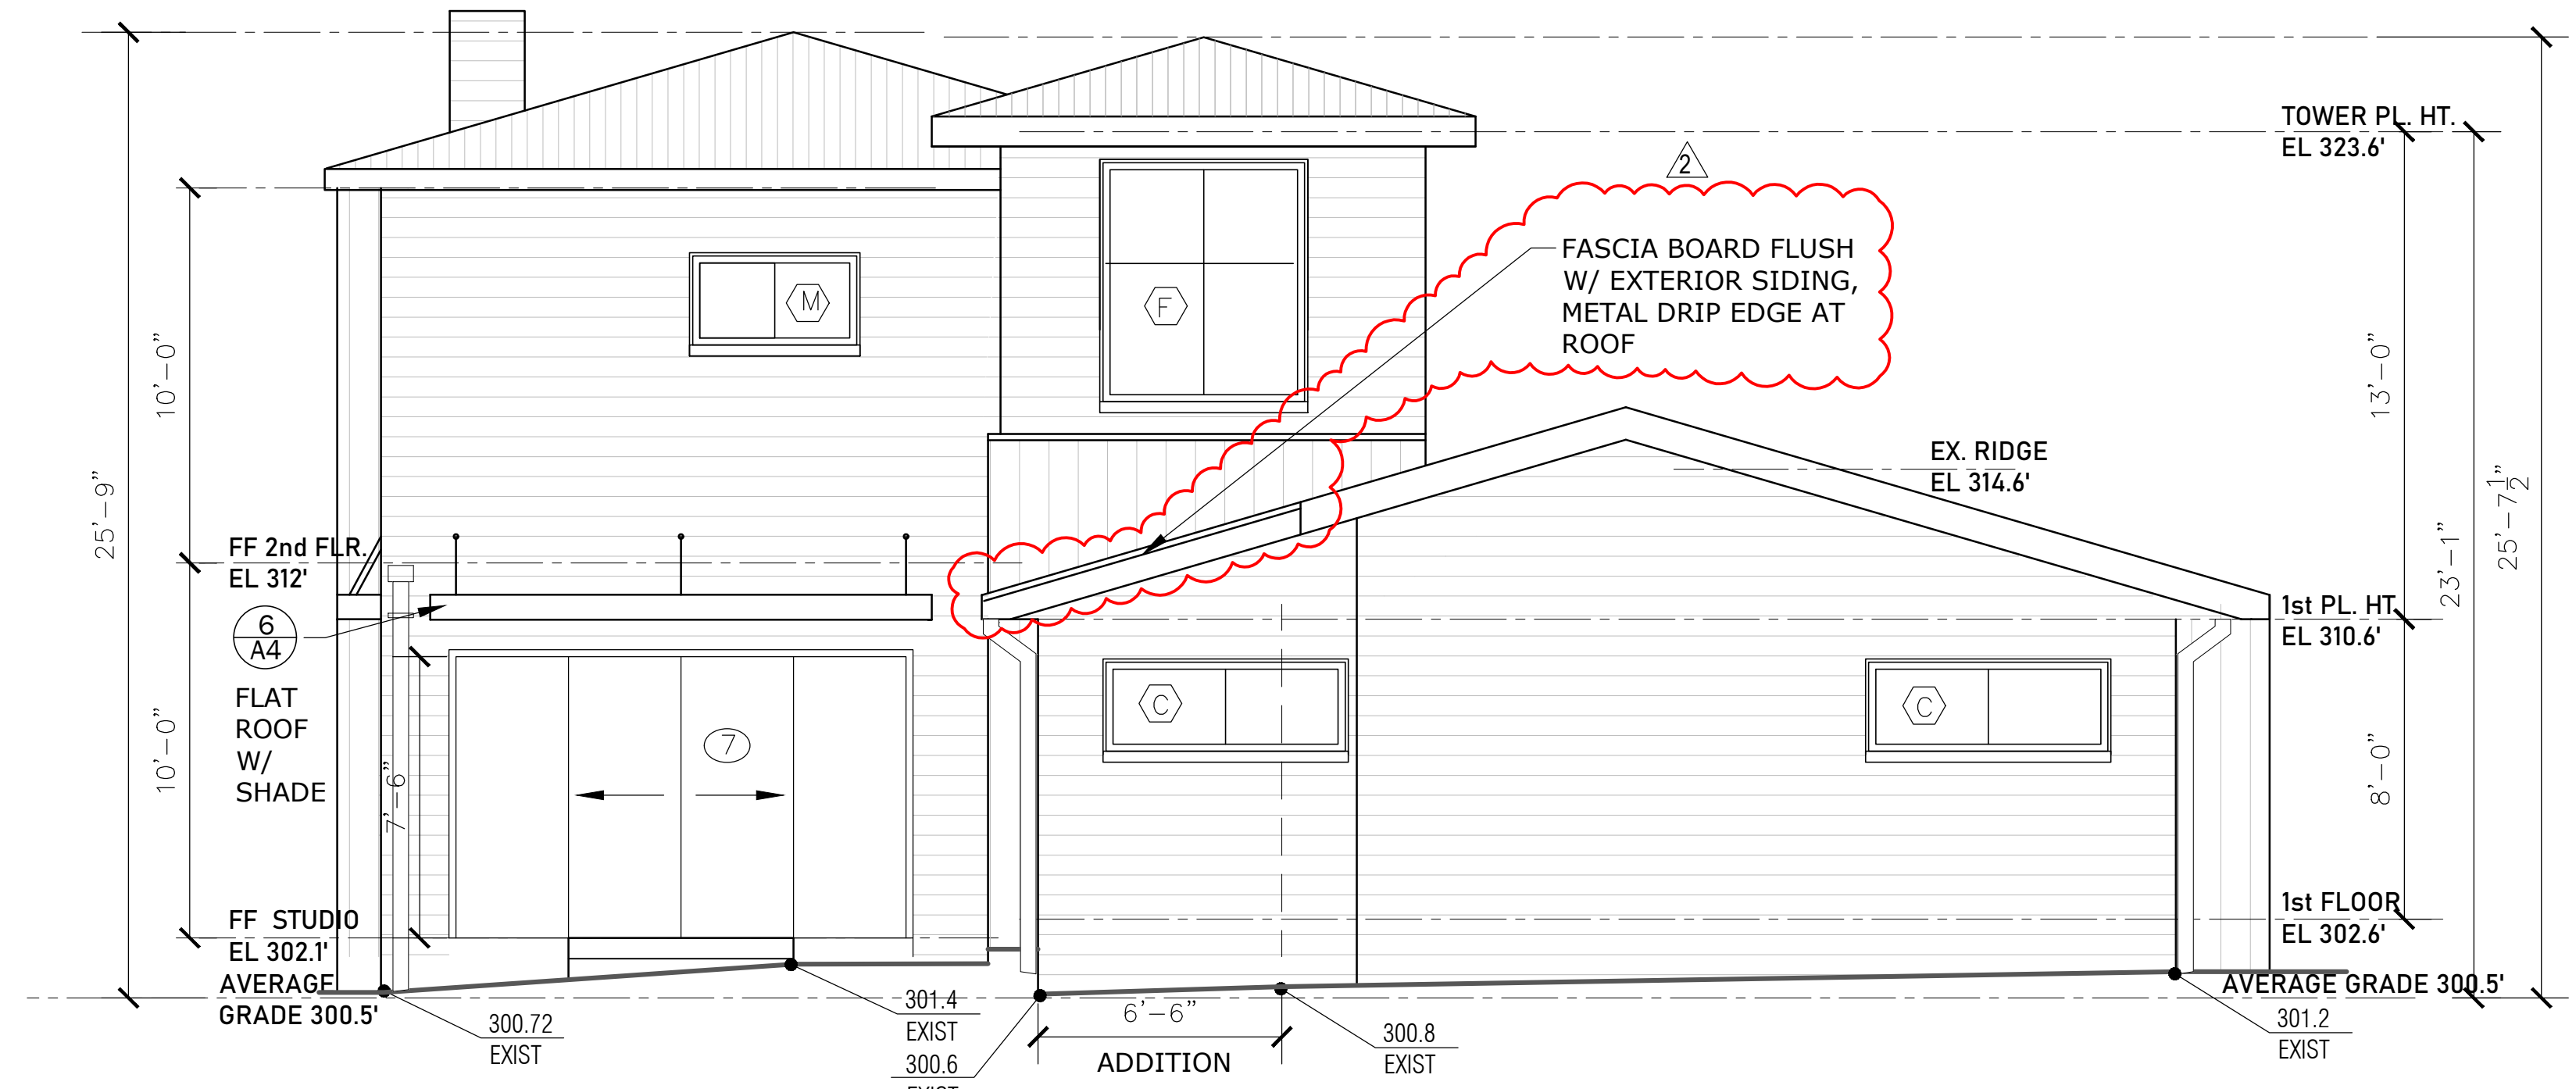 TOWER PL. HT.
EL 323.6'
2
FASCIA BOARD FLUSH
W/ EXTERIOR SIDING,
METAL DRIP EDGE AT
ROOF
M
F
10'-0"
13'-0"
25'-9"
EX. RIDGE
EL 314.6'
25'-7 1/2"
23'-1"
FF 2nd FLR.
EL 312'
6
A4
FLAT
ROOF
W/
SHADE
1st PL. HT
EL 310.6'
10'-0"
7'-6"
7
C
C
8'-0"
FF STUDIO
EL 302.1'
AVERAGE
GRADE 300.5'
1st FLOOR
EL 302.6'
AVERAGE GRADE 300.5'
300.72
EXIST
301.4
EXIST
300.6
EXIST
6'-6"
ADDITION
300.8
EXIST
301.2
EXIST